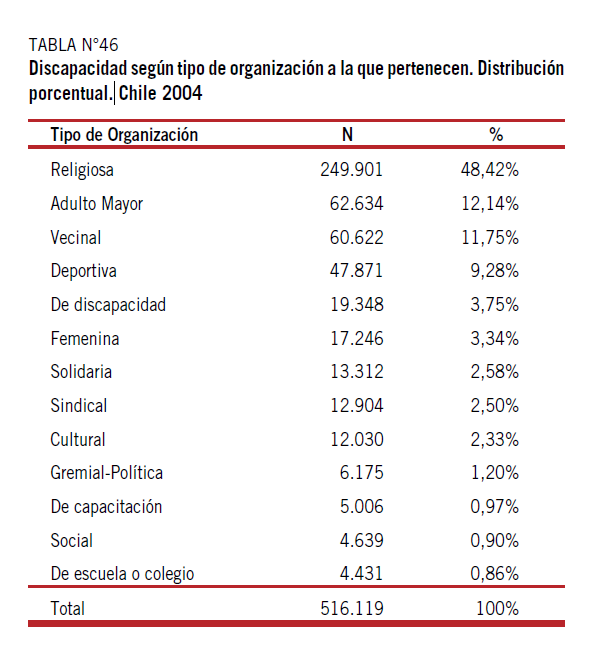 TABLA N°46
Discapacidad según tipo de organización a la que pertenecen. Distribución
porcentual. Chile 2004
Tipo de Organización N %
Religiosa 249.901 48,42%
Adulto Mayor 62.634 12,14%
Vecinal 60.622 11,75%
Deportiva 47.871 9,28%
De discapacidad 19.348 3,75%
Femenina 17.246 3,34%
Solidaria 13.312 2,58%
Sindical 12.904 2,50%
Cultural 12.030 2,33%
Gremial-Política 6.175 1,20%
De capacitación 5.006 0,97%
Social 4.639 0,90%
De escuela o colegio 4.431 0,86%
Total 516.119 100%